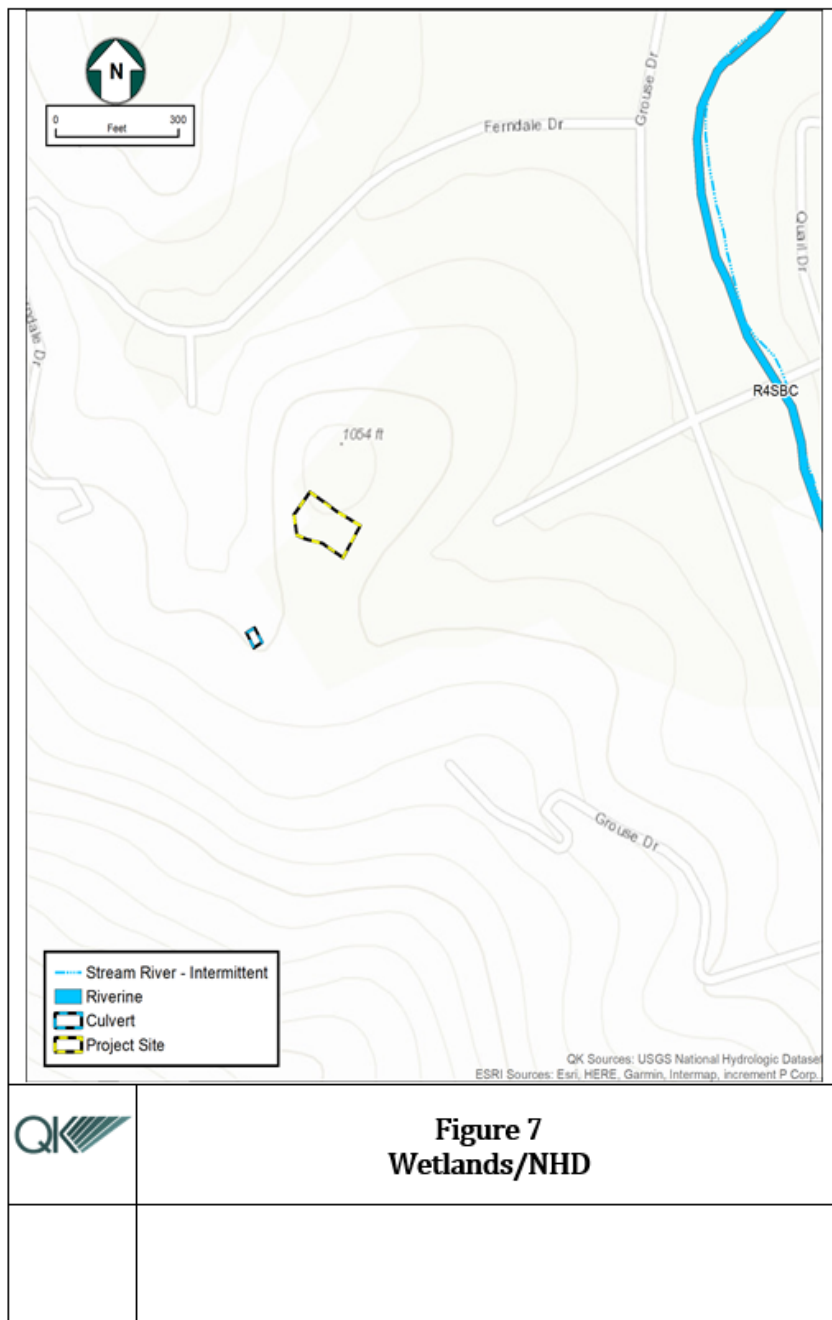 N
0 300
Feet
Ferndale Dr
Grouse Dr
Quail Dr
R4SBC
1054 ft
Grouse Dr
Stream River - Intermittent
Riverine
Culvert
Project Site
QK Sources: USGS National Hydrologic Dataset
ESRI Sources: Esri, HERE, Garmin, Intermap, increment P Corp.,
QK
Figure 7
Wetlands/NHD